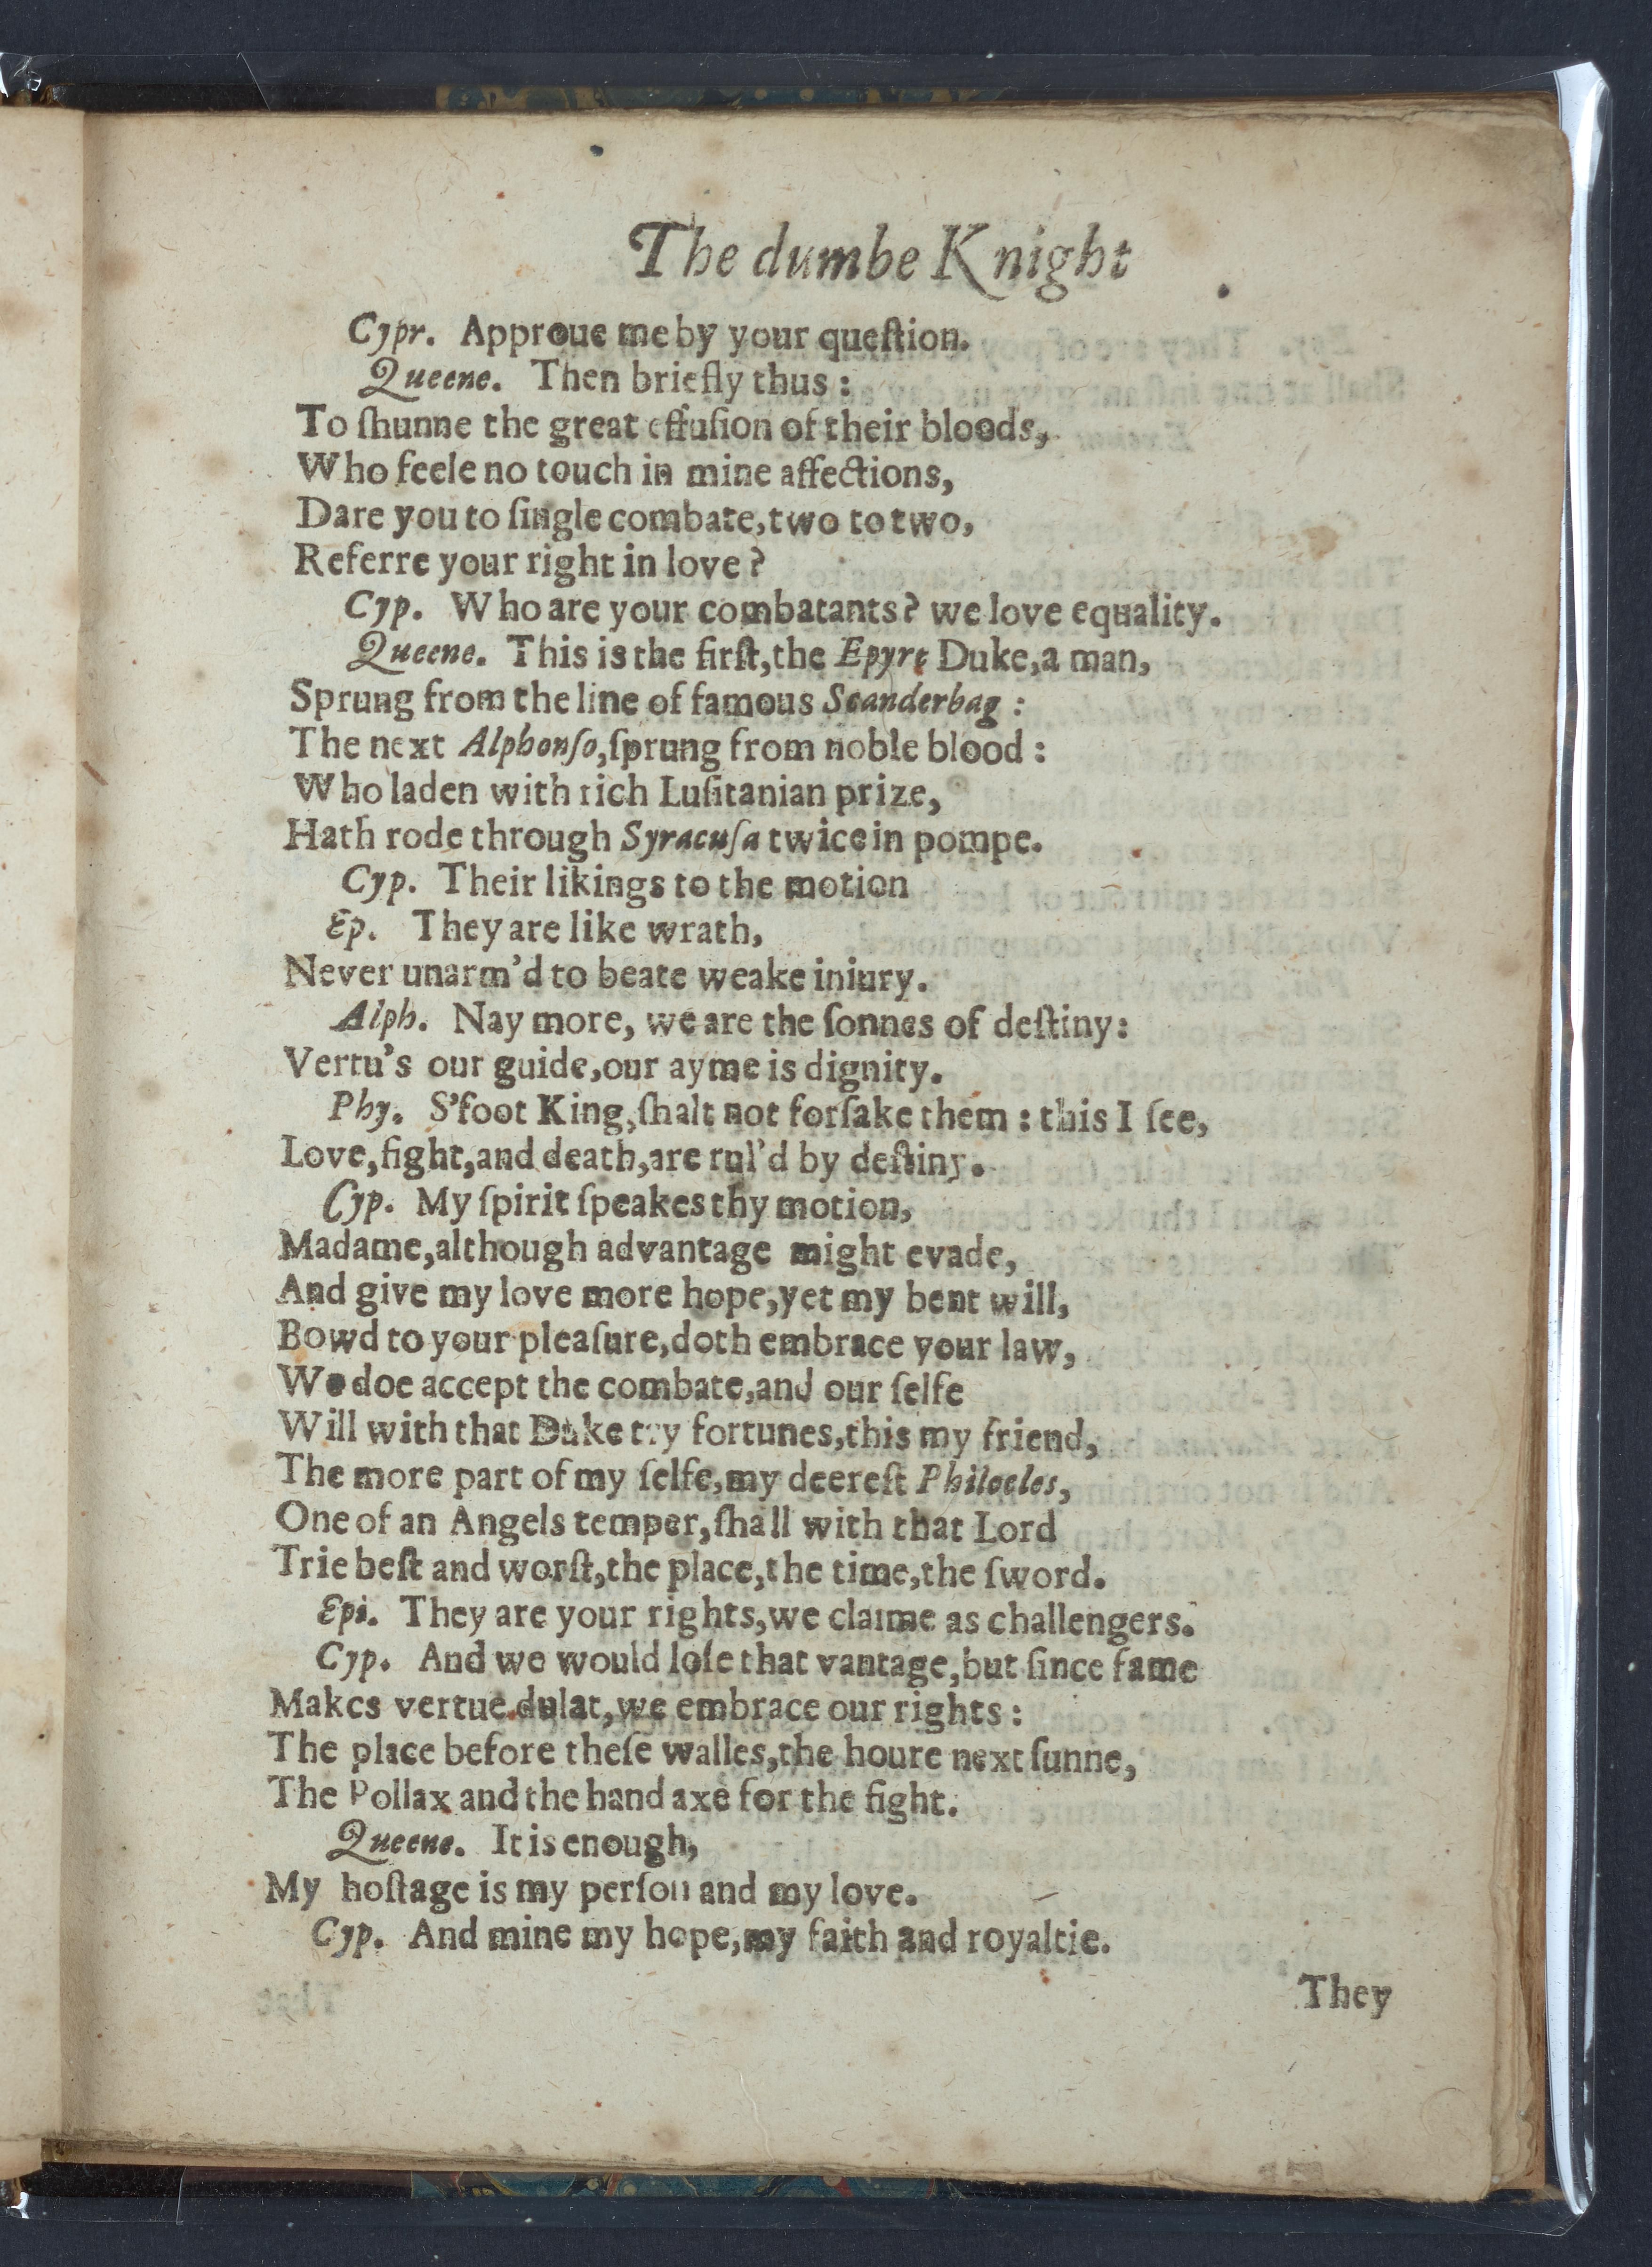 The dumbe Knight
Cypr. Approue me by your queſtion.
Queene. Then briefly thus:
To ſhunne the great effuſion of their bloods,
Who feele no touch in mine affections,
Dare you to ſingle combate, two to two,
Referre your right in love?
Cyp. Who are your combatants? we love equality.
Queene. This is the firſt, the Epyre Duke, a man,
Sprung from the line of famous Scanderbag:
The next Alphonſo, ſprung from noble blood:
Who laden with rich Luſitanian prize,
Hath rode through Syracuſa twice in pompe.
Cyp. Their likings to the motion
Ep. They are like wrath,
Never unarm'd to beate weake iniury.
Alph. Nay more, we are the ſonnes of deſtiny:
Vertu's our guide, our ayme is dignity.
Phy. S'foot King, ſhalt not forſake them: this I ſee,
Love, fight, and death, are rul'd by deſtiny.
Cyp. My ſpirit ſpeakes thy motion,
Madame, although advantage might evade,
And give my love more hope, yet my bent will,
Bowd to your pleaſure, doth embrace your law,
We doe accept the combate, and our ſelfe
Will with that Duke try fortunes, this my friend,
The more part of my ſelfe, my deereſt Philocles,
One of an Angels temper, ſhall with that Lord
Trie beſt and worſt, the place, the time, the ſword.
Epi. They are your rights, we claime as challengers.
Cyp. And we would loſe that vantage, but ſince fame
Makes vertue dulat, we embrace our rights:
The place before theſe walles, the houre next ſunne,
The Pollax and the hand axe for the fight.
Queene. It is enough,
My hoſtage is my perſon and my love.
Cyp. And mine my hope, my faith and royaltie.
They